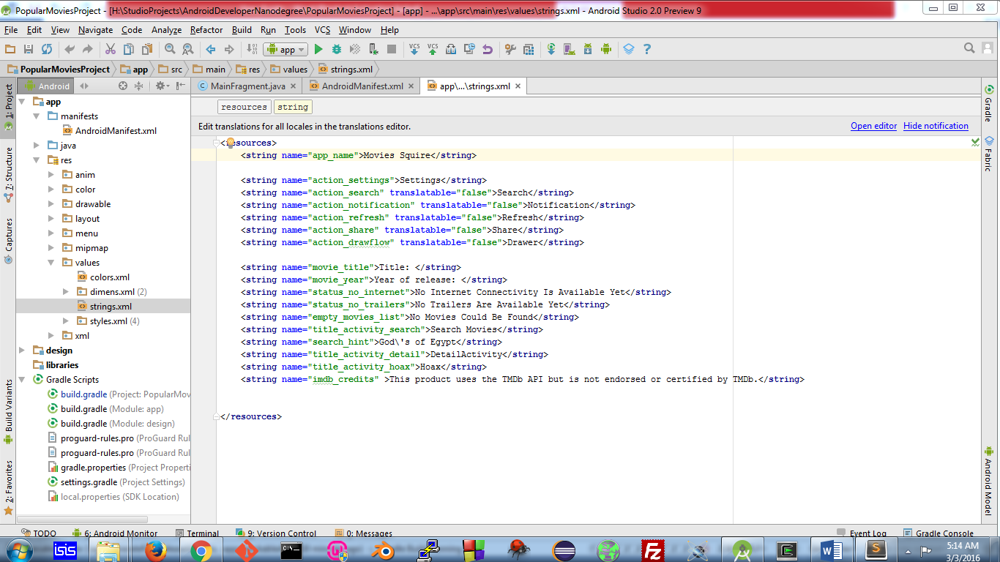 PopularMoviesProject - [H:\StudioProjects\AndroidDeveloperNanodegree\PopularMoviesProject] - [app] - ...\app\src\main\res\values\strings.xml - Android Studio 2.0 Preview 9
File Edit View Navigate Code Analyze Refactor Build Run Tools VCS Window Help
app
VCS VCS
PopularMoviesProject app src main res values strings.xml
Android
MainFragment.java AndroidManifest.xml app\...\strings.xml
1: Project
7: Structure
Captures
Build Variants
2: Favorites
app
manifests
AndroidManifest.xml
java
res
anim
color
drawable
layout
menu
mipmap
values
colors.xml
dimens.xml (2)
strings.xml
styles.xml (4)
xml
design
libraries
Gradle Scripts
build.gradle (Project: PopularMov
build.gradle (Module: app)
build.gradle (Module: design)
proguard-rules.pro (ProGuard Rul
proguard-rules.pro (ProGuard Rul
gradle.properties (Project Properti
settings.gradle (Project Settings)
local.properties (SDK Location)
resources string
Edit translations for all locales in the translations editor. Open editor Hide notification
<resources>
<string name="app_name">Movies Squire</string>
<string name="action_settings">Settings</string>
<string name="action_search" translatable="false">Search</string>
<string name="action_notification" translatable="false">Notification</string>
<string name="action_refresh" translatable="false">Refresh</string>
<string name="action_share" translatable="false">Share</string>
<string name="action_drawflow" translatable="false">Drawer</string>
<string name="movie_title">Title: </string>
<string name="movie_year">Year of release: </string>
<string name="status_no_internet">No Internet Connectivity Is Available Yet</string>
<string name="status_no_trailers">No Trailers Are Available Yet</string>
<string name="empty_movies_list">No Movies Could Be Found</string>
<string name="title_activity_search">Search Movies</string>
<string name="search_hint">God\'s of Egypt</string>
<string name="title_activity_detail">DetailActivity</string>
<string name="title_activity_hoax">Hoax</string>
<string name="imdb_credits" >This product uses the TMDb API but is not endorsed or certified by TMDb.</string>
</resources>
Gradle
Fabric
Android Model
TODO 6: Android Monitor Terminal 9: Version Control 0: Messages Event Log Gradle Console
isis
5:14 AM
3/3/2016